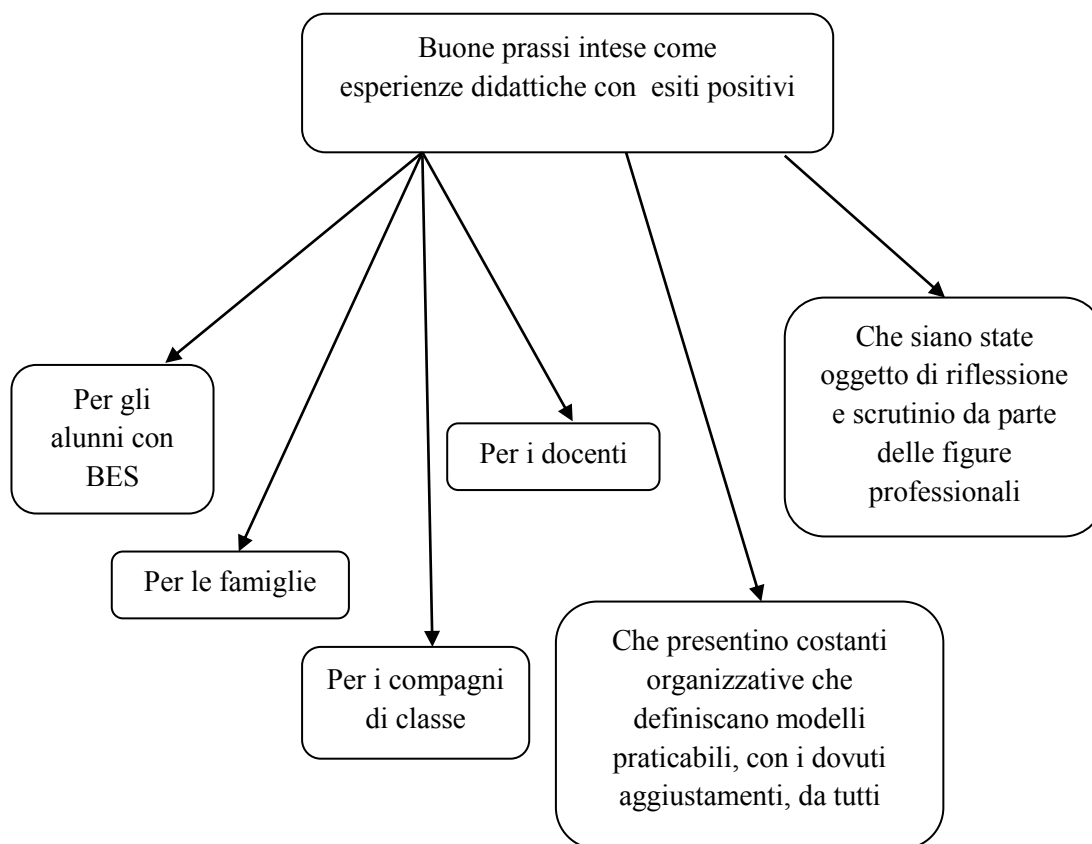 Buone prassi intese come
esperienze didattiche con esiti positivi
Per gli
alunni con
BES
Per le famiglie
Per i compagni
di classe
Per i docenti
Che presentino costanti
organizzative che
definiscano modelli
praticabili, con i dovuti
aggiustamenti, da tutti
Che siano state
oggetto di riflessione
e scrutinio da parte
delle figure
professionali